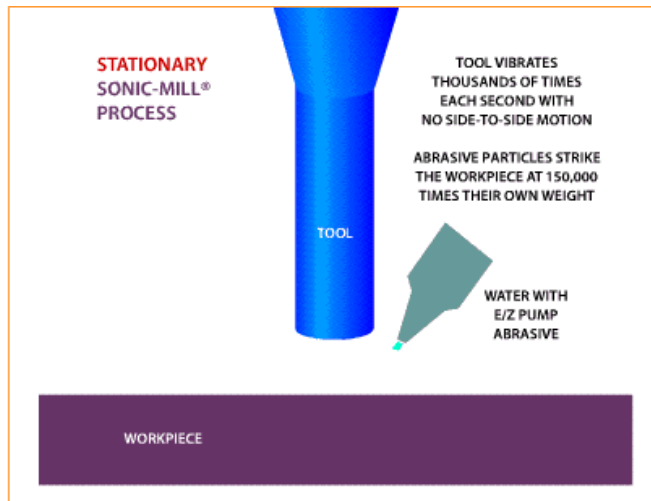 STATIONARY
SONIC-MILL®
PROCESS
TOOL VIBRATES
THOUSANDS OF TIMES
EACH SECOND WITH
NO SIDE-TO-SIDE MOTION
ABRASIVE PARTICLES STRIKE
THE WORKPIECE AT 150,000
TIMES THEIR OWN WEIGHT
TOOL
WATER WITH
E/Z PUMP
ABRASIVE
WORKPIECE